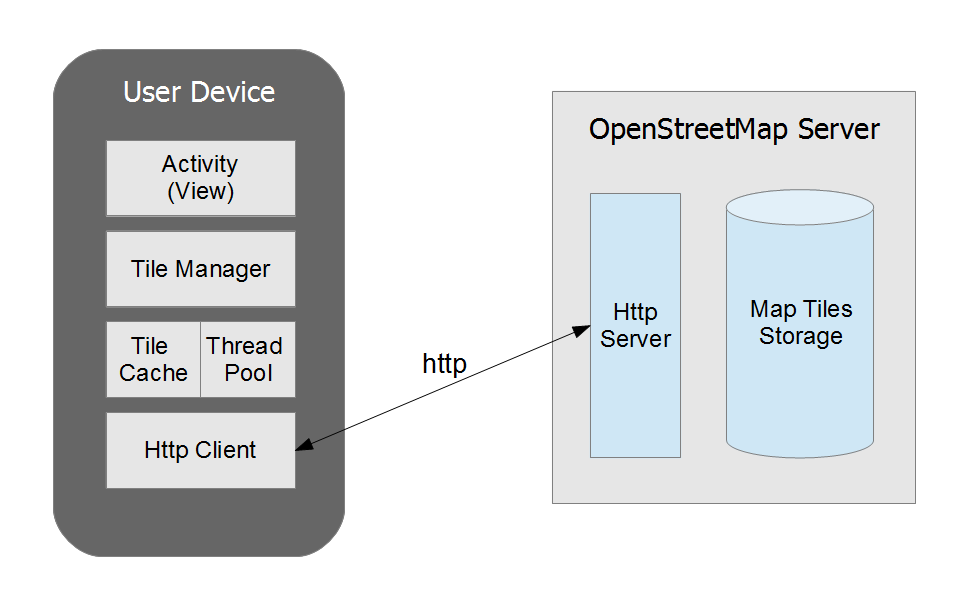 User Device
Activity
(View)
Tile Manager
Tile
Cache
Thread
Pool
Http Client
http
OpenStreetMap Server
Http
Server
Map Tiles
Storage